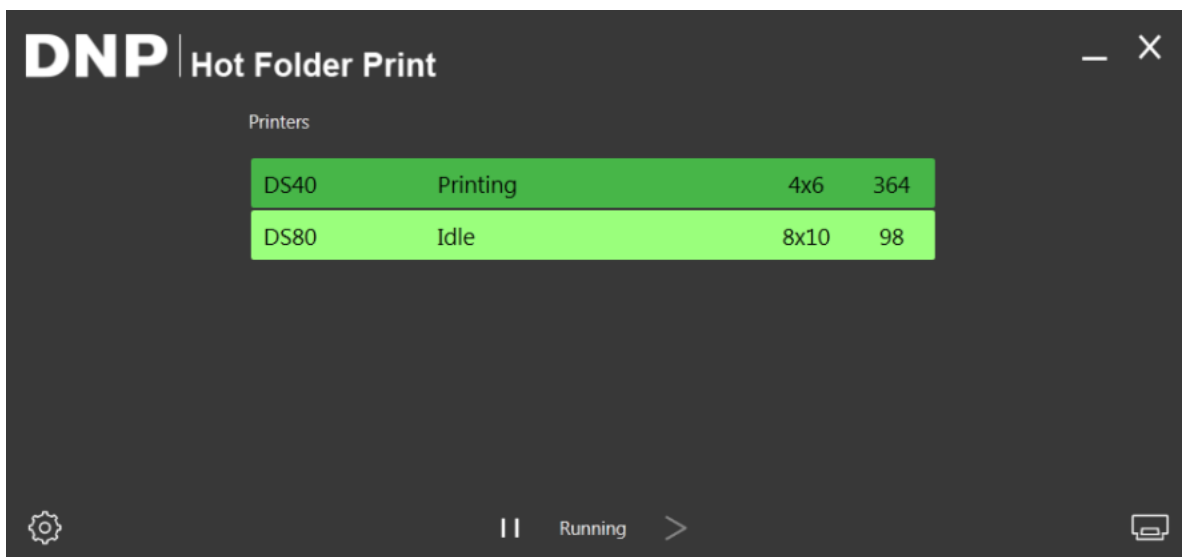 DNP Hot Folder Print
Printers
DS40 Printing 4x6 364
DS80 Idle 8x10 98
Running